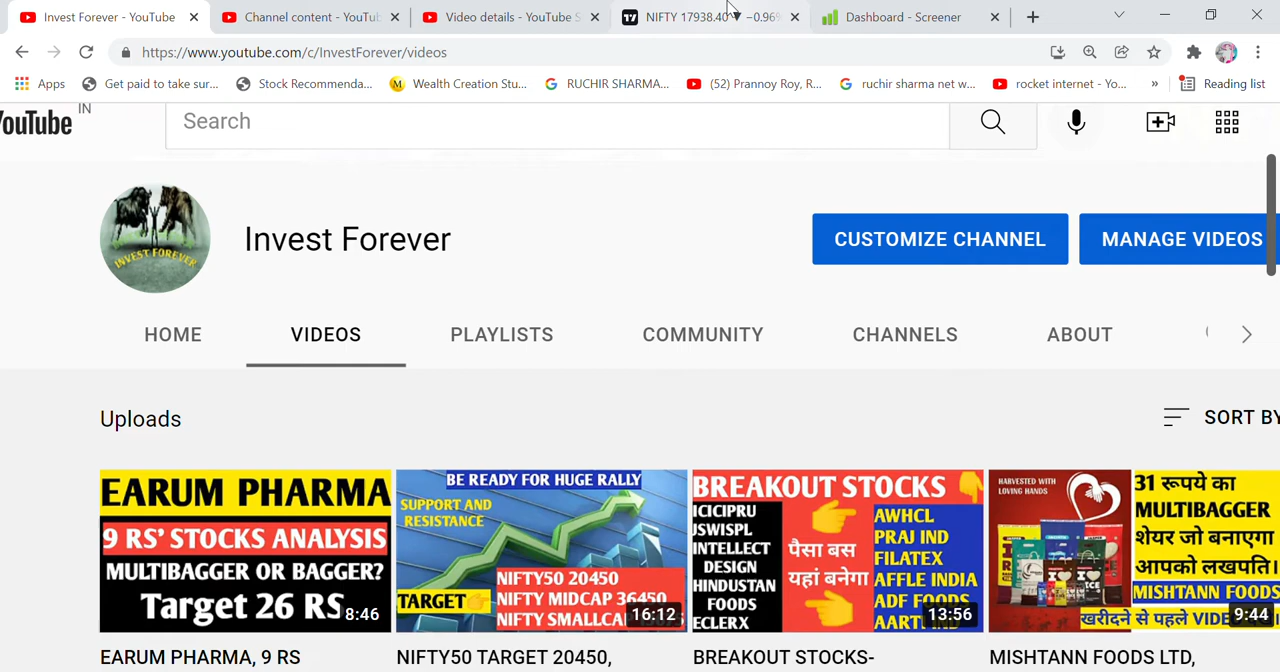 Invest Forever - YouTube
Channel content - YouTu
Video details - YouTube S
NIFTY 17938.40 ▼ −0.96%
Dashboard - Screener
https://www.youtube.com/c/InvestForever/videos
Apps
Get paid to take sur...
Stock Recommenda...
Wealth Creation Stu...
RUCHIR SHARMA...
(52) Prannoy Roy, R...
ruchir sharma net w...
rocket internet - Yo...
»
Reading list
YouTube IN
Search
INVEST FOREVER
Invest Forever
CUSTOMIZE CHANNEL
MANAGE VIDEOS
HOME
VIDEOS
PLAYLISTS
COMMUNITY
CHANNELS
ABOUT
Uploads
SORT BY
EARUM PHARMA
9 RS' STOCKS ANALYSIS
MULTIBAGGER OR BAGGER?
Target 26 RS
8:46
BE READY FOR HUGE RALLY
SUPPORT AND
RESISTANCE
TARGET
NIFTY50 20450
NIFTY MIDCAP 36450
NIFTY SMALLCA
16:12
BREAKOUT STOCKS
ICICIPRU
JSWISPL
INTELLECT
DESIGN
HINDUSTAN
FOODS
ECLERX
पैसा बस
यहां बनेगा
AWHCL
PRAJ IND
FILATEX
AFFLE INDIA
ADF FOODS
AARTI IND
13:56
HARVESTED WITH
LOVING HANDS
31 रूपये का
MULTIBAGGER
शेयर जो बनाएगा
आपको लखपति।
MISHTANN FOODS
खरीदने से पहले VIDE
9:44
EARUM PHARMA, 9 RS
NIFTY50 TARGET 20450,
BREAKOUT STOCKS-
MISHTANN FOODS LTD,